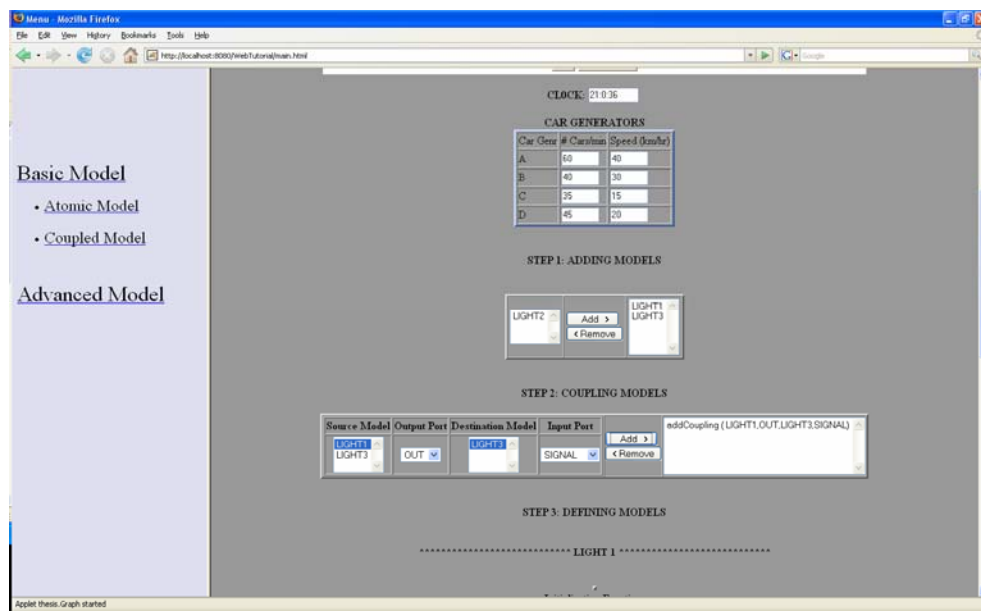 Menu - Mozilla Firefox
File Edit View History Bookmarks Tools Help
http://localhost:8080/WebTutorial/main.html
Google
Basic Model
• Atomic Model
• Coupled Model
Advanced Model
CLOCK: 21:0:36
CAR GENERATORS
Car Genr # Cars/min Speed (km/hr)
A 60 40
B 40 30
C 35 15
D 45 20
STEP 1: ADDING MODELS
LIGHT2
Add >
< Remove
LIGHT1
LIGHT3
STEP 2: COUPLING MODELS
Source Model Output Port Destination Model Input Port
LIGHT1
LIGHT3
OUT
LIGHT3
SIGNAL
Add >
< Remove
addCoupling (LIGHT1,OUT,LIGHT3,SIGNAL)
STEP 3: DEFINING MODELS
**************************** LIGHT 1 ****************************
Applet thesis.Graph started